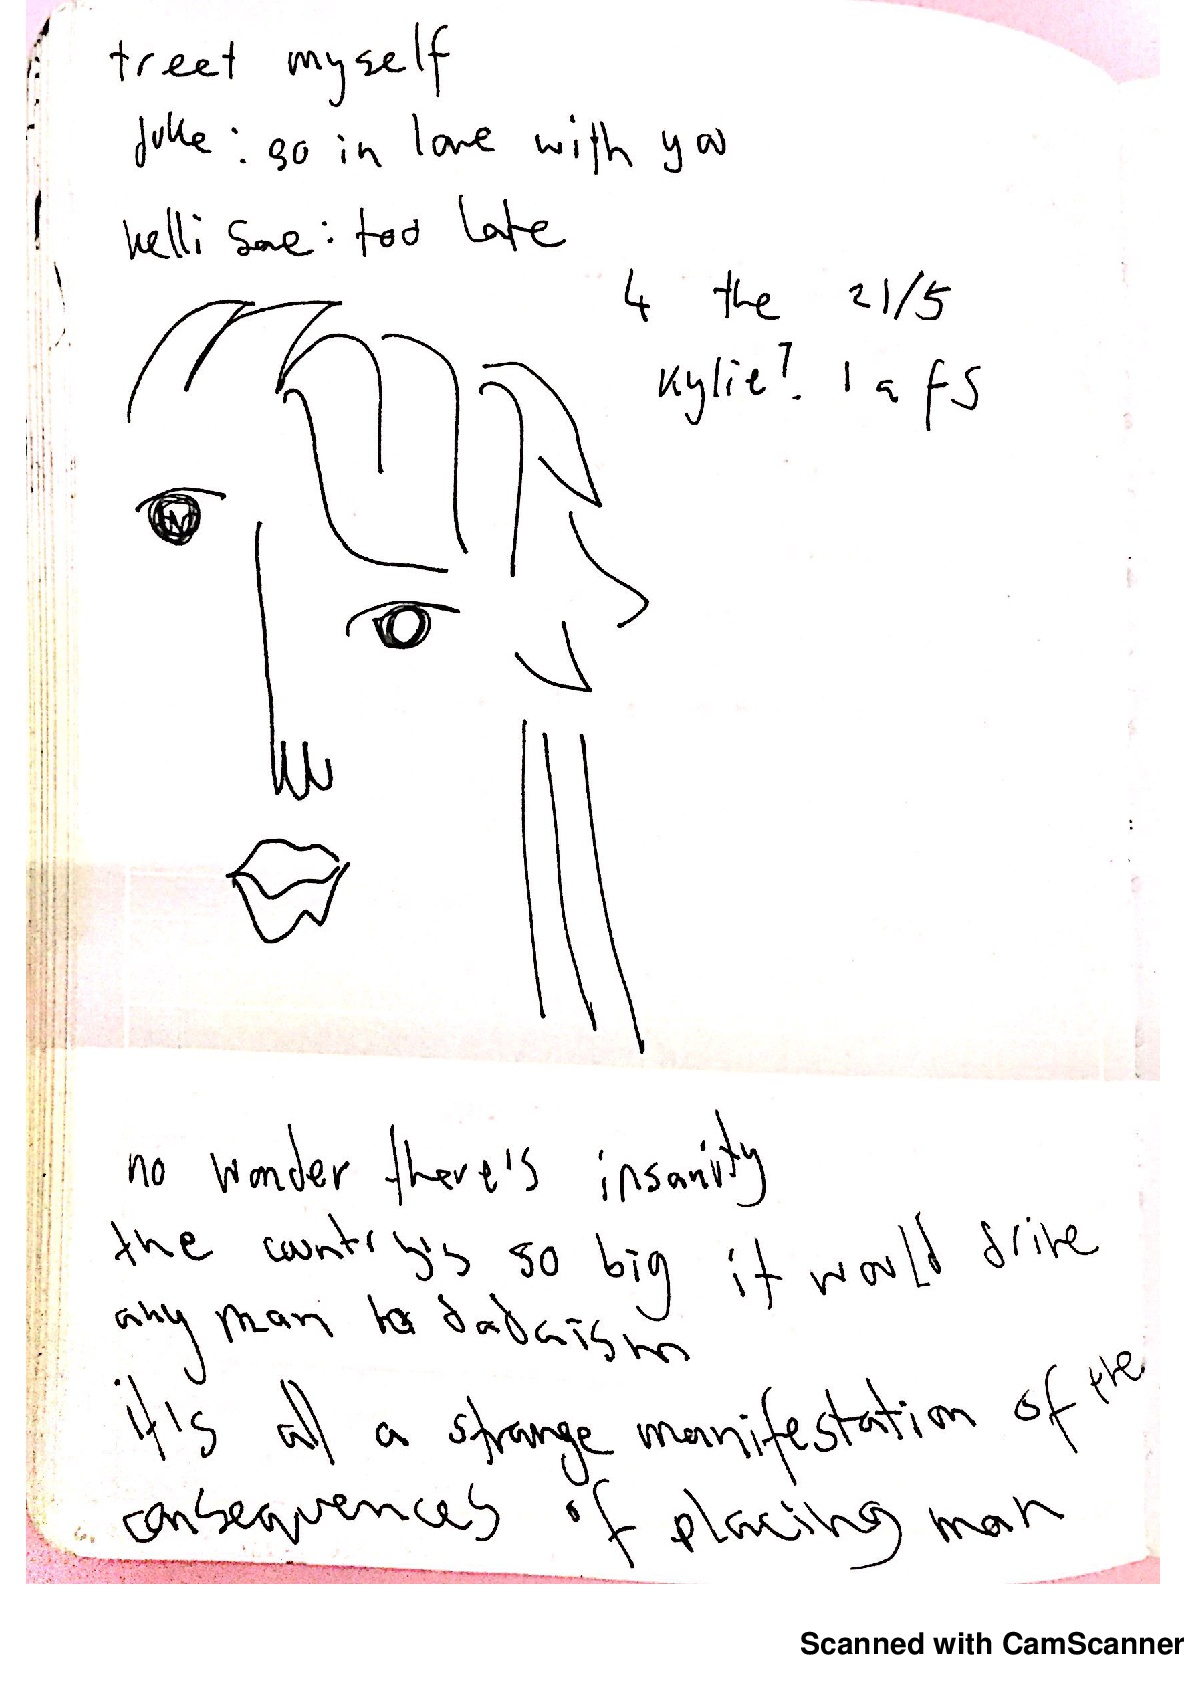 treet myself
Duke: so in love with you
kelli Sae: too late
4 the 21/5
Kylie? 1 a f S
no wonder there's insanity
the country's so big it would drive
any man to dadaism
it's all a strange manifestation of the
consequences of placing man
Scanned with CamScanner